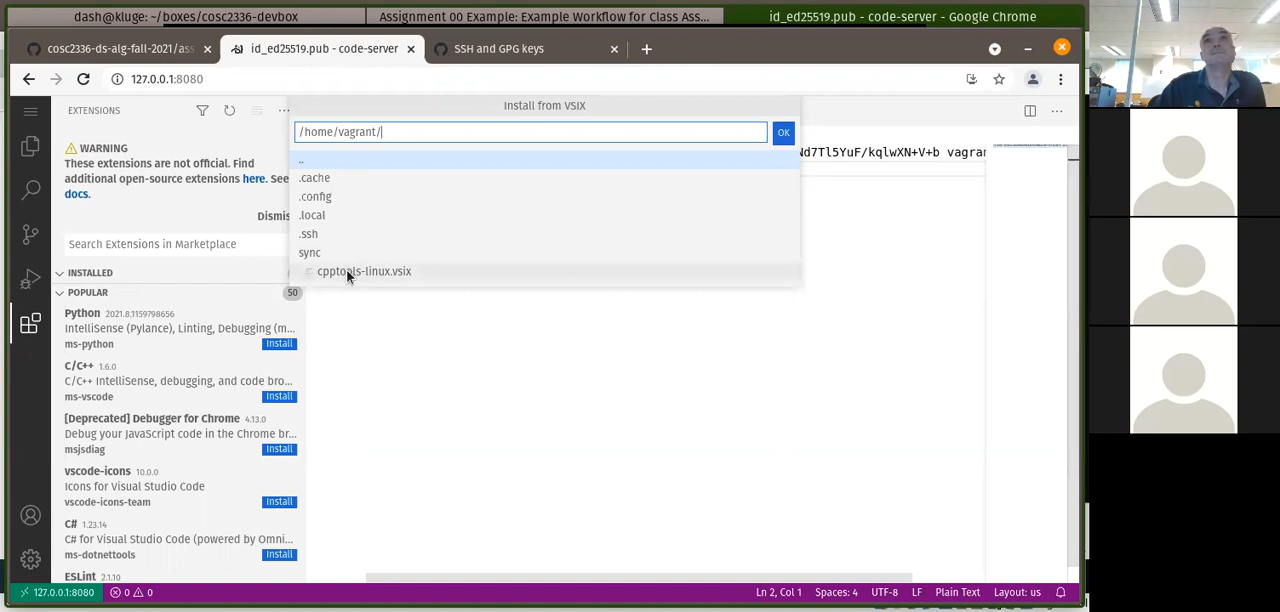 dash@kluge: ~/boxes/cosc2336-devbox
Assignment 00 Example: Example Workflow for Class Ass...
id_ed25519.pub - code-server - Google Chrome
cosc2336-ds-alg-fall-2021/ass
id_ed25519.pub - code-server
SSH and GPG keys
127.0.0.1:8080
EXTENSIONS
Install from VSIX
/home/vagrant/
OK
..
.cache
.config
.local
.ssh
sync
cpptools-linux.vsix
Nd7Tl5YuF/kqlwXN+V+b vagran
WARNING
These extensions are not official. Find
additional open-source extensions here. See
docs.
Dismis
Search Extensions in Marketplace
INSTALLED
POPULAR
50
Python 2021.8.1159798656
IntelliSense (Pylance), Linting, Debugging (m...
ms-python
Install
C/C++ 1.6.0
C/C++ IntelliSense, debugging, and code bro...
ms-vscode
Install
[Deprecated] Debugger for Chrome 4.13.0
Debug your JavaScript code in the Chrome br...
msjsdiag
Install
vscode-icons 10.0.0
Icons for Visual Studio Code
vscode-icons-team
Install
C# 1.23.14
C# for Visual Studio Code (powered by Omni...
ms-dotnettools
Install
ESLint 2.1.10
127.0.0.1:8080
0
0
Ln 2, Col 1
Spaces: 4
UTF-8
LF
Plain Text
Layout: us